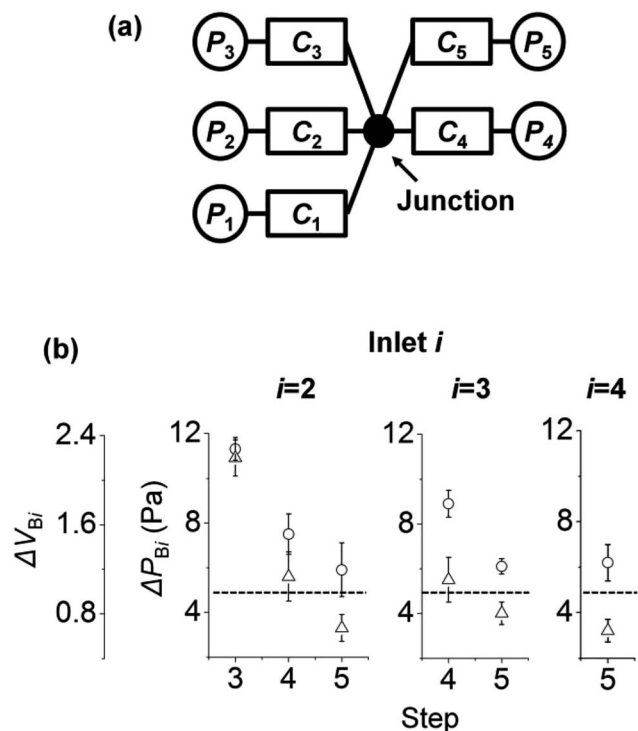 (a)
P3 C3 C5 P5
P2 C2 C4 P4
P1 C1
Junction
(b)
Inlet i
i=2 i=3 i=4
ΔVBi
2.4
1.6
0.8
ΔPBi (Pa)
12
8
4
3 4 5
12
8
4
4 5
12
8
4
5
Step